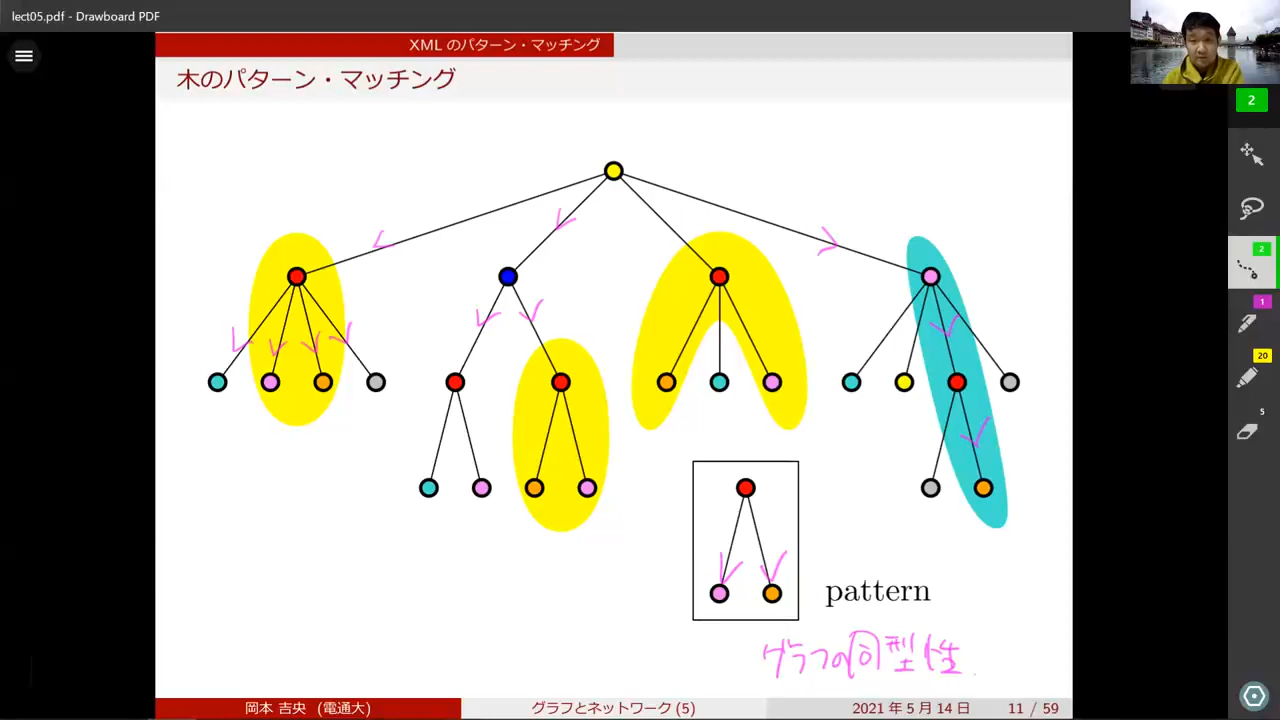 lect05.pdf - Drawboard PDF
XML のパターン・マッチング
木のパターン・マッチング
2
2
1
20
5
pattern
グラフの同型性
岡本 吉央 (電通大)
グラフとネットワーク (5)
2021 年 5 月 14 日
11 / 59